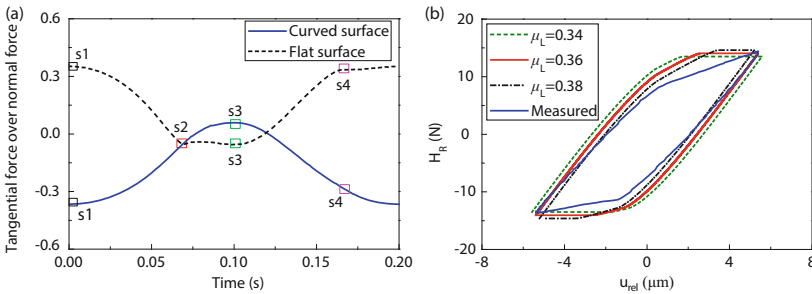 (a)
Tangential force over normal force
0.6
0.3
0.0
-0.3
-0.6
s1
s1
s2
s3
s3
s4
s4
Curved surface
Flat surface
0.00 0.05 0.10 0.15 0.20
Time (s)
(b)
H_R (N)
20
10
0
-10
-20
μ_L=0.34
μ_L=0.36
μ_L=0.38
Measured
-8 -4 0 4 8
u_rel (μm)